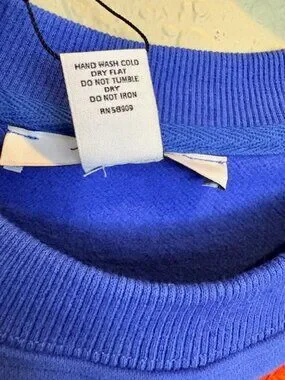 HAND WASH COLD
DRY FLAT
DO NOT TUMBLE
DRY
DO NOT IRON
RN 58909